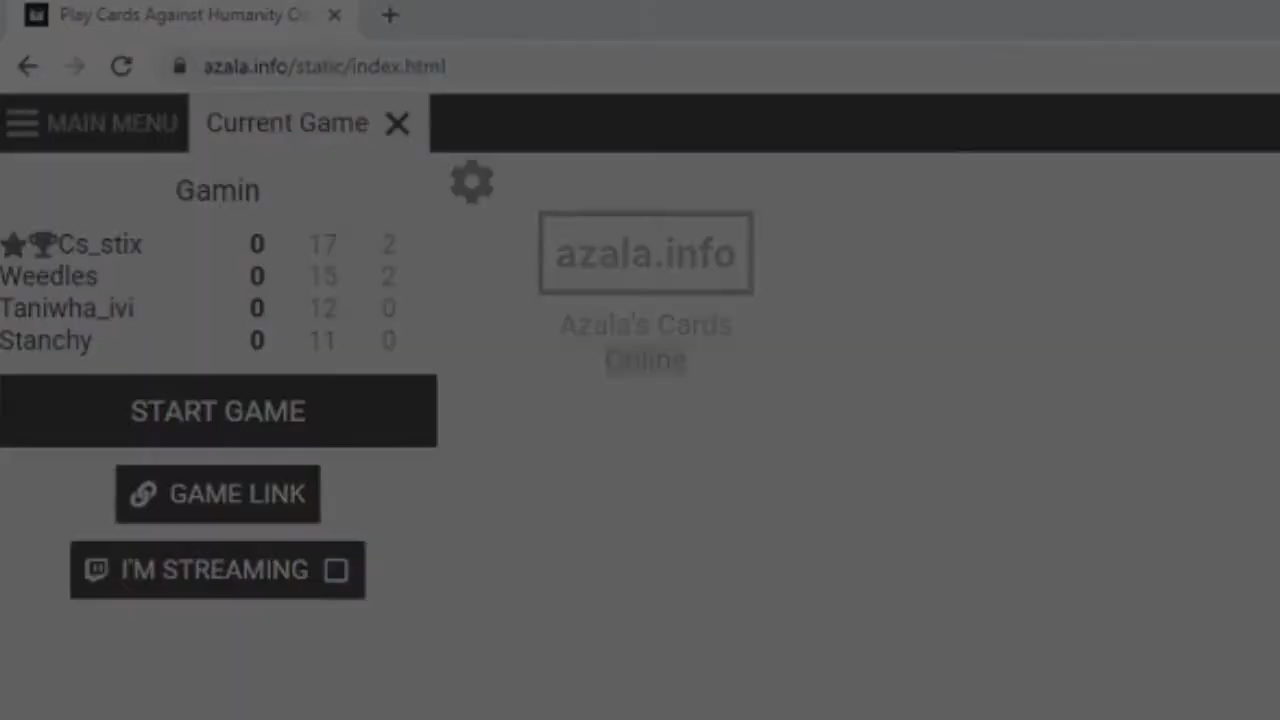 Play Cards Against Humanity
azala.info/static/index.html
MAIN MENU
Current Game
Gamin
Cs_stix 0 17 2
Weedles 0 15 2
Taniwha_ivi 0 12 0
Stanchy 0 11 0
START GAME
GAME LINK
I'M STREAMING
azala.info
Azala's Cards
Online